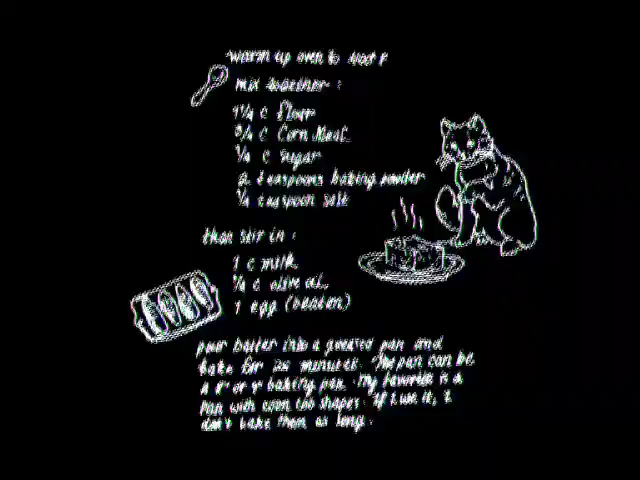 warm up oven to 400 F
mix together:
1¼ c flour
¾ c Corn Meal
¼ c sugar
2 teaspoons baking powder
¼ teaspoon salt
then stir in:
1 c milk
¼ c olive oil
1 egg (beaten)
pour batter into a greased pan and
bake for 20 minutes. The pan can be
a 8" or 9" baking pan. My favorite is a
pan with corn cob shapes. If I use it, I
don't bake them as long.